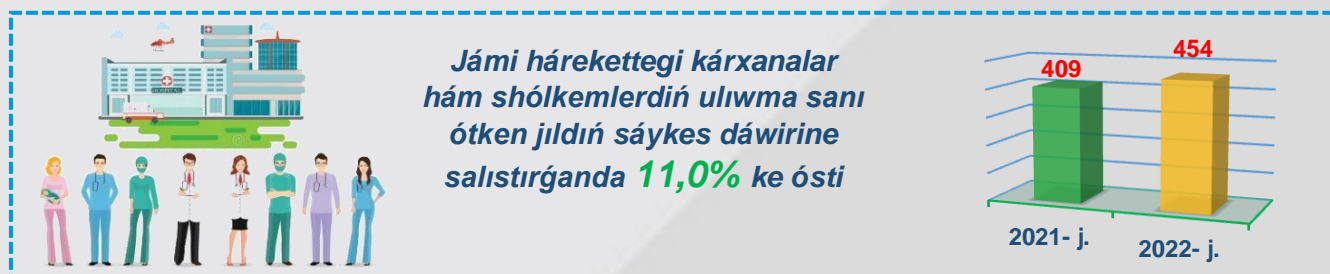 HOSPITAL
Jámi hárekettegi kárxanalar
hám shólkemlerdiń ulıwma sanı
ótken jıldıń sáykes dáwirine
salıstırǵanda 11,0% ke ósti
409
454
2021- j.
2022- j.